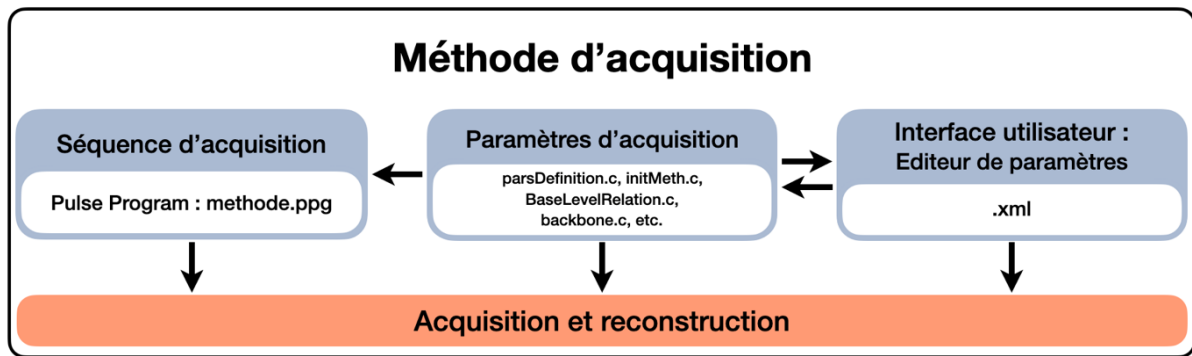 Méthode d'acquisition
Séquence d'acquisition
Pulse Program : methode.ppg
Paramètres d'acquisition
parsDefinition.c, initMeth.c,
BaseLevelRelation.c,
backbone.c, etc.
Interface utilisateur :
Editeur de paramètres
.xml
Acquisition et reconstruction